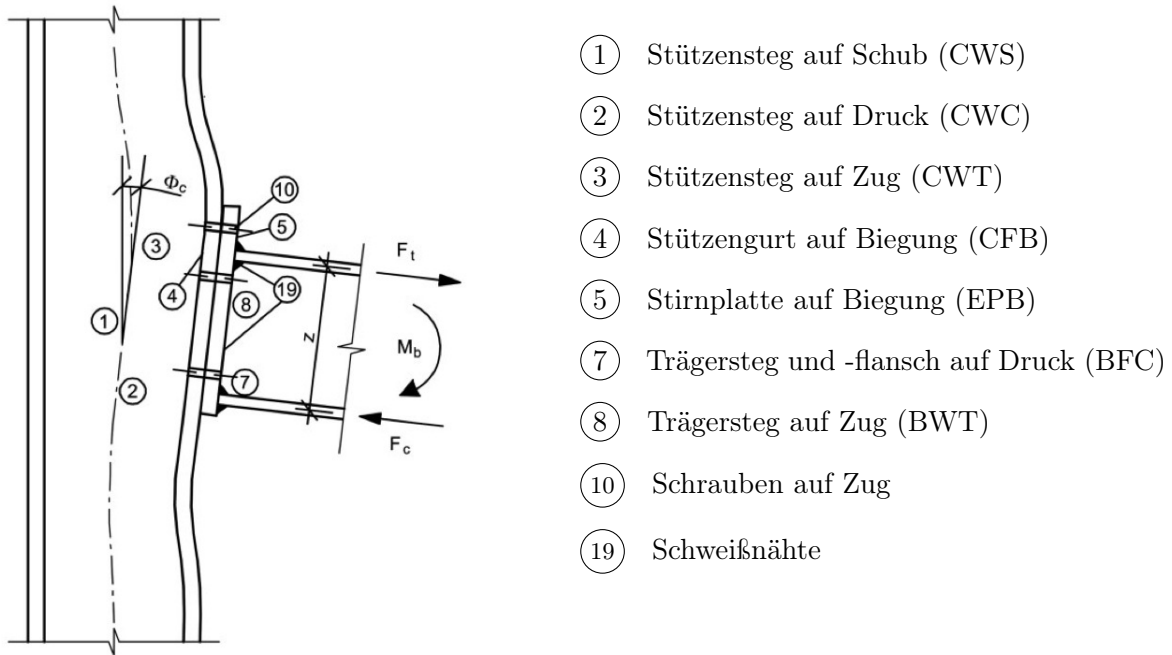 Φc
10
5
3
Ft
4
8
19
1
z
Mb
2
7
Fc
1 Stützensteg auf Schub (CWS)
2 Stützensteg auf Druck (CWC)
3 Stützensteg auf Zug (CWT)
4 Stützengurt auf Biegung (CFB)
5 Stirnplatte auf Biegung (EPB)
7 Trägersteg und -flansch auf Druck (BFC)
8 Trägersteg auf Zug (BWT)
10 Schrauben auf Zug
19 Schweißnähte